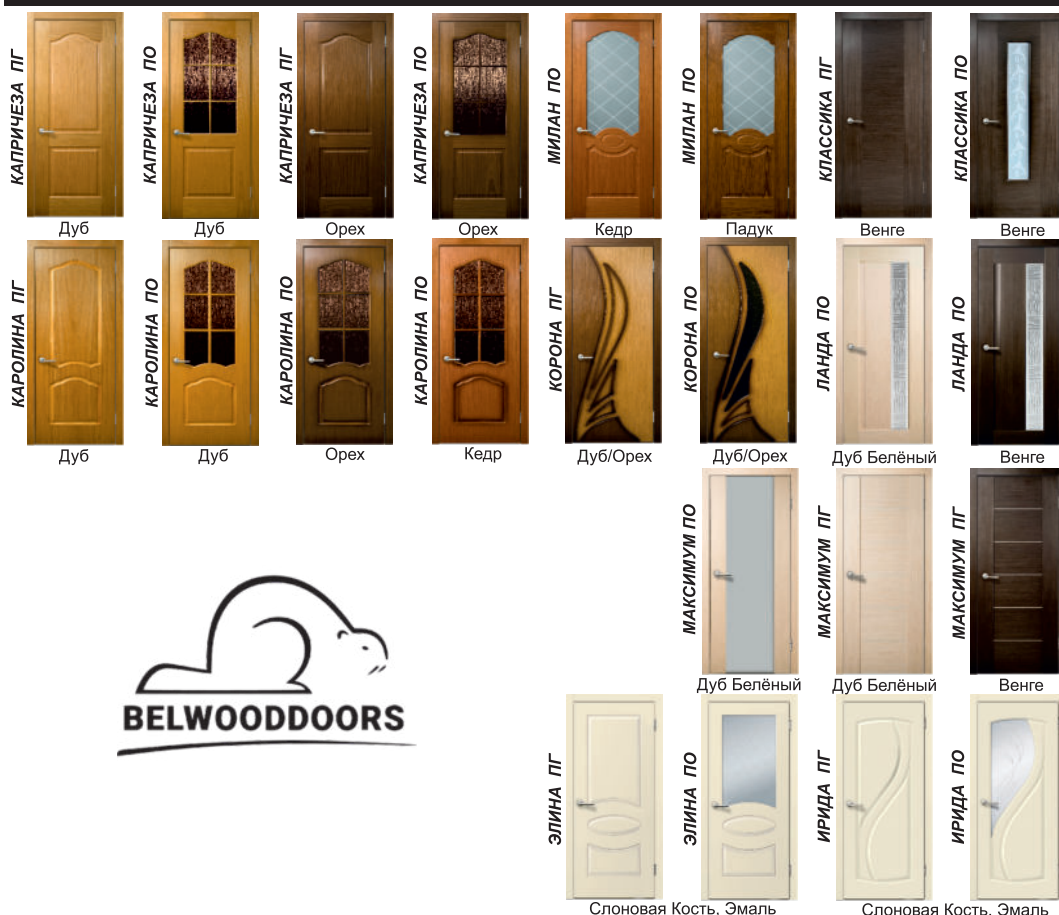 КАПРИЧЕЗА ПГ
Дуб
КАПРИЧЕЗА ПО
Дуб
КАПРИЧЕЗА ПГ
Орех
КАПРИЧЕЗА ПО
Орех
МИЛАН ПО
Кедр
МИЛАН ПО
Падук
КЛАССИКА ПГ
Венге
КЛАССИКА ПО
Венге
КАРОЛИНА ПГ
Дуб
КАРОЛИНА ПО
Дуб
КАРОЛИНА ПО
Орех
КАРОЛИНА ПО
Кедр
КОРОНА ПГ
Дуб/Орех
КОРОНА ПО
Дуб/Орех
ЛАНДА ПО
Дуб Белёный
ЛАНДА ПО
Венге
МАКСИМУМ ПО
Дуб Белёный
МАКСИМУМ ПГ
Дуб Белёный
МАКСИМУМ ПГ
Венге
BELWOODDOORS
ЭЛИНА ПГ
ЭЛИНА ПО
Слоновая Кость, Эмаль
ИРИДА ПГ
ИРИДА ПО
Слоновая Кость, Эмаль